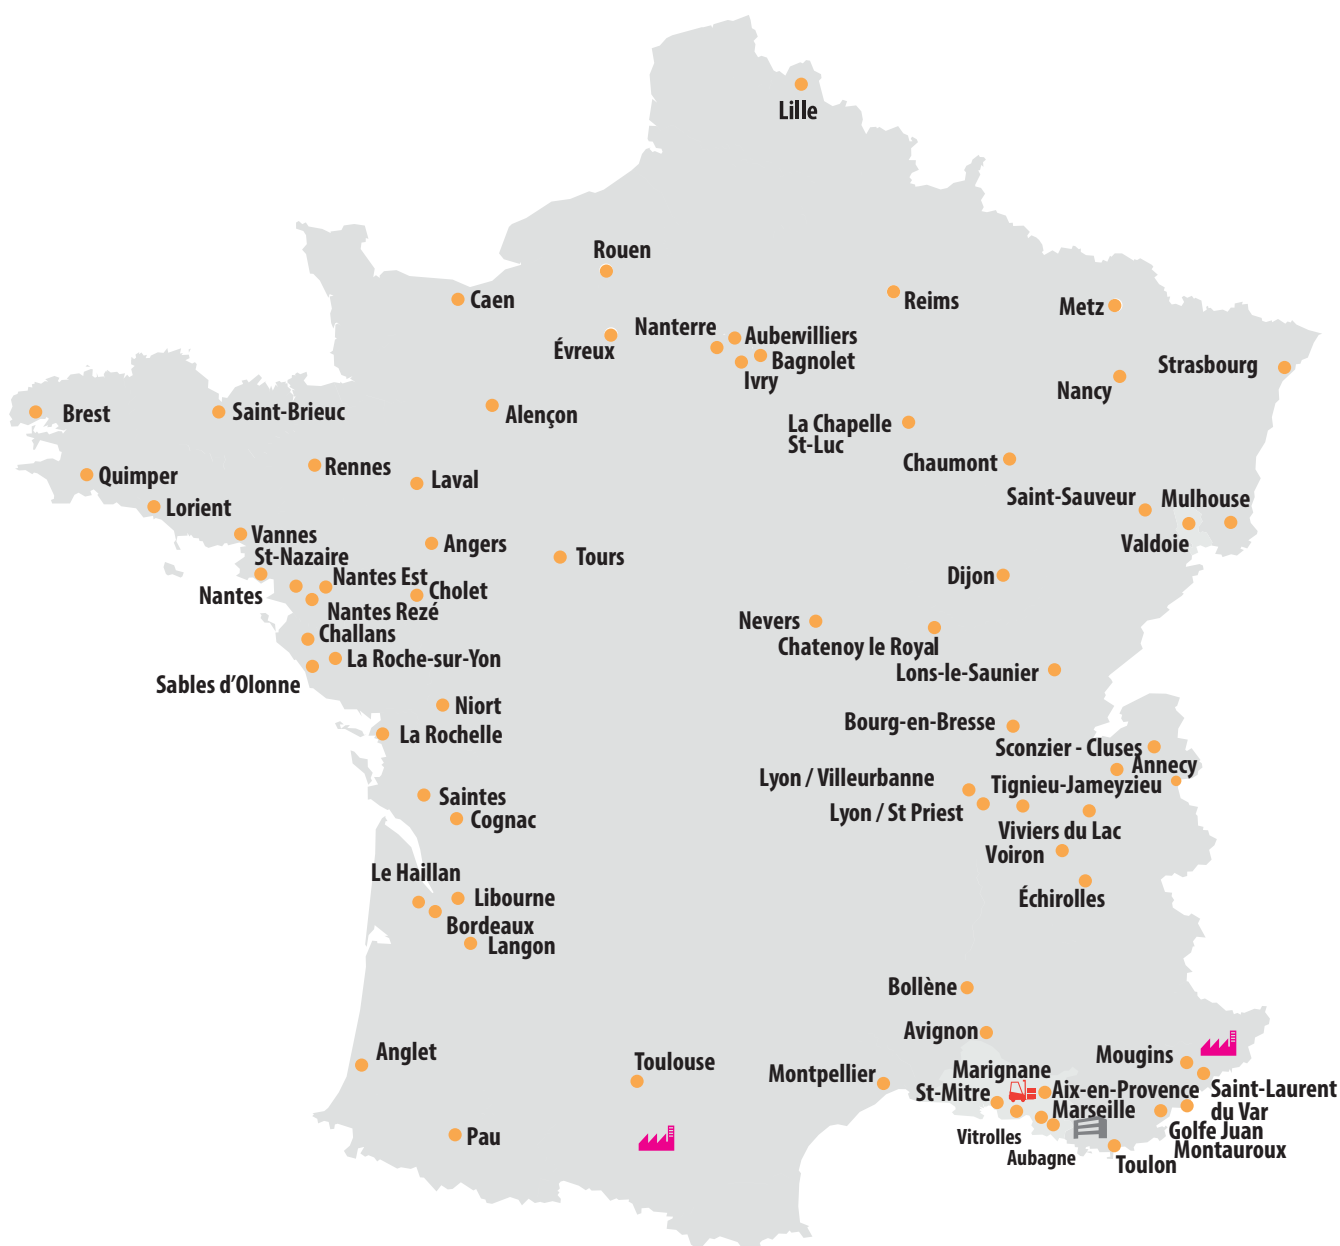 Lille
Rouen
Caen
Reims
Metz
Nanterre
Aubervilliers
Évreux
Bagnolet
Ivry
Strasbourg
Nancy
Brest
Saint-Brieuc
Alençon
La Chapelle
St-Luc
Chaumont
Rennes
Quimper
Laval
Saint-Sauveur
Mulhouse
Lorient
Vannes
Angers
Valdoie
St-Nazaire
Tours
Nantes Est
Dijon
Nantes
Cholet
Nantes Rezé
Nevers
Challans
Chatenoy le Royal
La Roche-sur-Yon
Lons-le-Saunier
Sables d'Olonne
Niort
Bourg-en-Bresse
La Rochelle
Sconzier - Cluses
Annecy
Lyon / Villeurbanne
Tignieu-Jameyzieu
Saintes
Lyon / St Priest
Cognac
Viviers du Lac
Voiron
Le Haillan
Libourne
Échirolles
Bordeaux
Langon
Bollène
Avignon
Anglet
Toulouse
Mougins
Montpellier
Marignane
St-Mitre
Aix-en-Provence
Saint-Laurent
du Var
Marseille
Golfe Juan
Pau
Vitrolles
Montauroux
Aubagne
Toulon